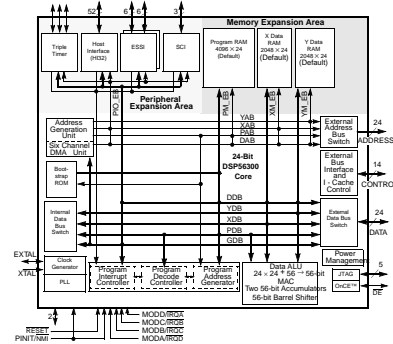 52 6 6 3
Memory Expansion Area
Triple Timer
Host Interface (HI32)
ESSI
SCI
Program RAM 4096 × 24 (Default)
X Data RAM 2048 × 24 (Default)
Y Data RAM 2048 × 24 (Default)
PIO_EB
Peripheral Expansion Area
PM_EB
XM_EB
YM_EB
Address Generation Unit
Six Channel DMA Unit
YAB
XAB
PAB
DAB
External Address Bus Switch
24
ADDRESS
Boot-strap ROM
24-Bit DSP56300 Core
External Bus Interface and I - Cache Control
14
CONTROL
DDB
YDB
XDB
PDB
GDB
Internal Data Bus Switch
External Data Bus Switch
24
DATA
EXTAL
XTAL
Clock Generator
PLL
Program Interrupt Controller
Program Decode Controller
Program Address Generator
Data ALU
24 × 24 + 56 → 56-bit MAC
Two 56-bit Accumulators
56-bit Barrel Shifter
Power Management
JTAG
OnCE™
5
DE
2
RESET
PINIT/NMI
MODD/IRQA
MODC/IRQB
MODB/IRQC
MODA/IRQD